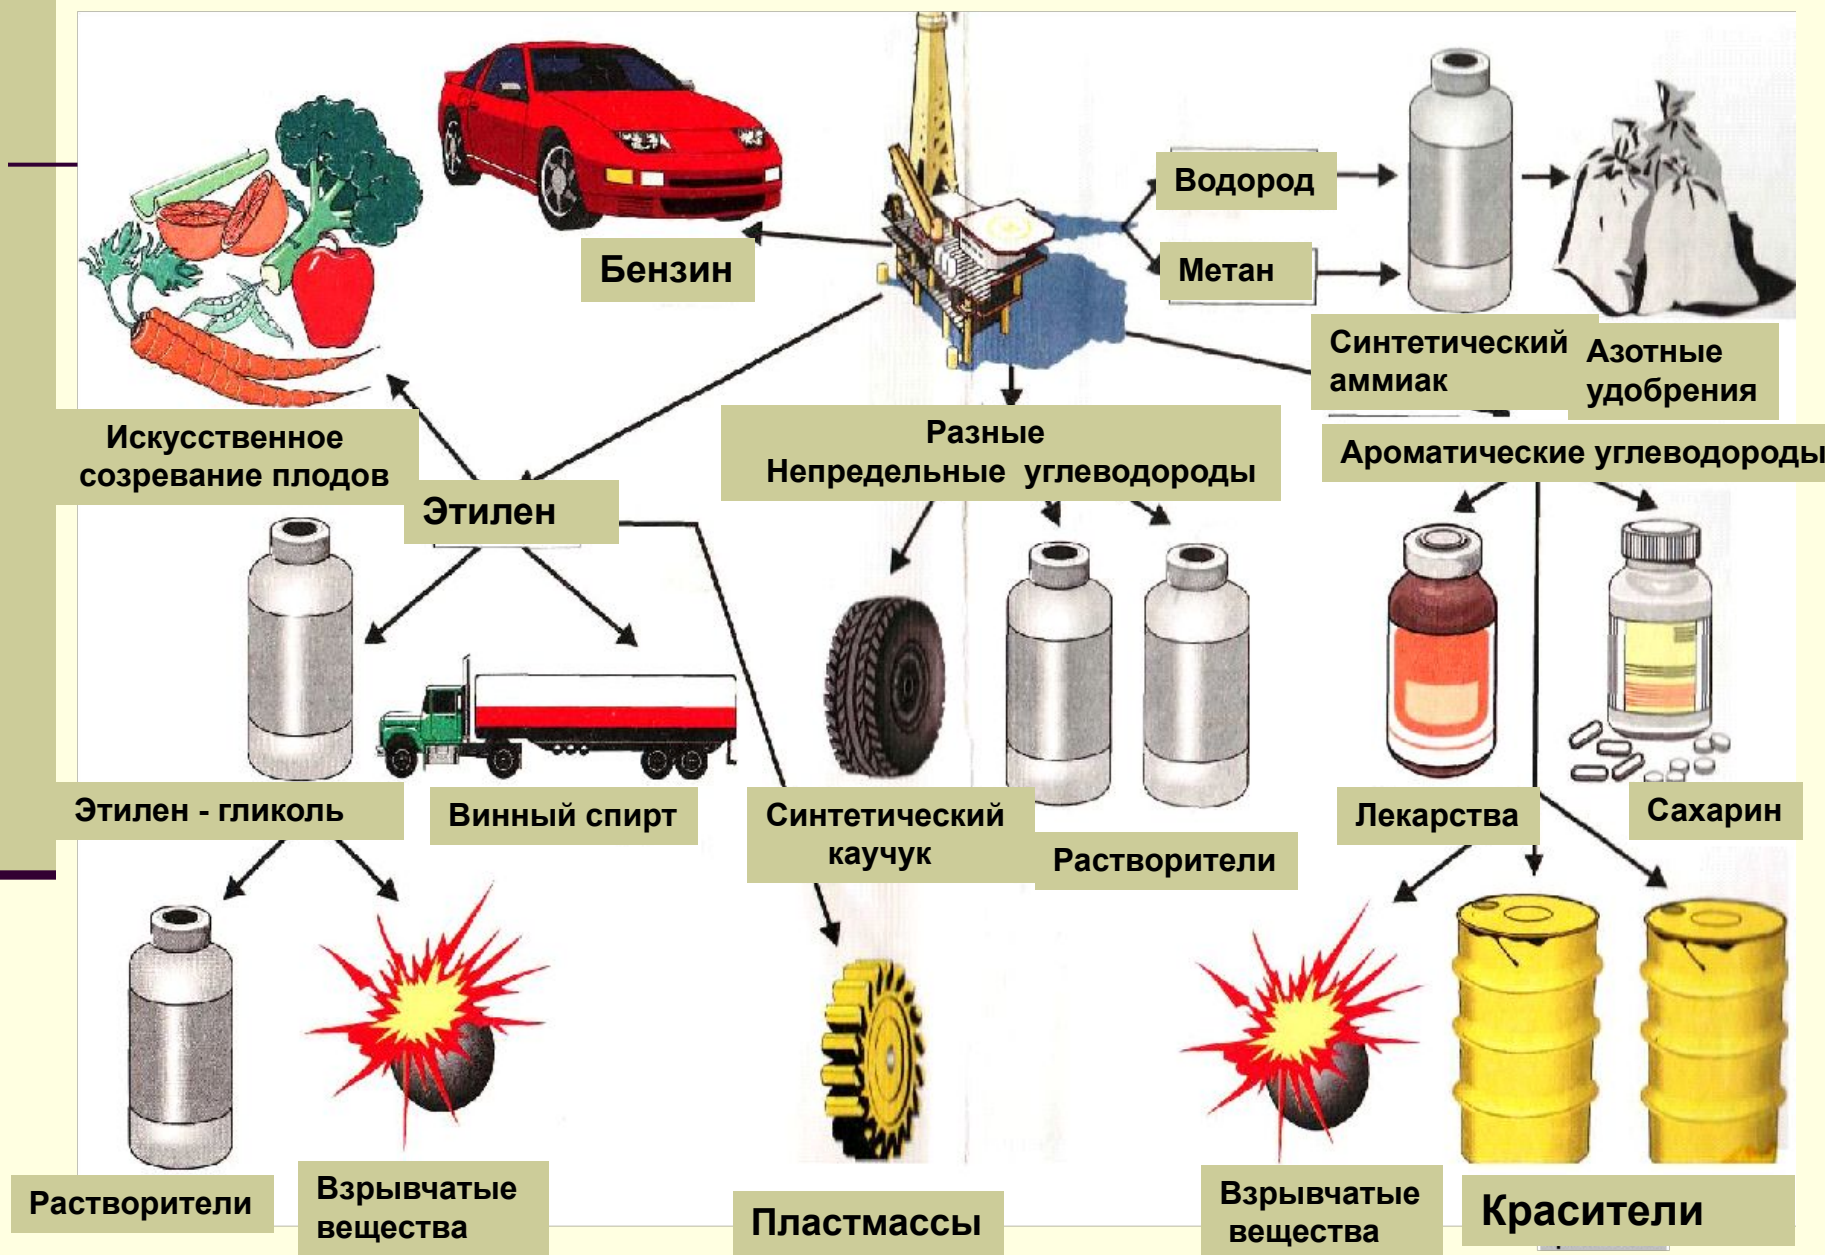 Водород
Бензин
Метан
Синтетический
аммиак
Азотные
удобрения
Искусственное
созревание плодов
Разные
Непредельные углеводороды
Ароматические углеводороды
Этилен
Этилен - гликоль
Винный спирт
Синтетический
каучук
Растворители
Лекарства
Сахарин
Растворители
Взрывчатые
вещества
Пластмассы
Взрывчатые
вещества
Красители